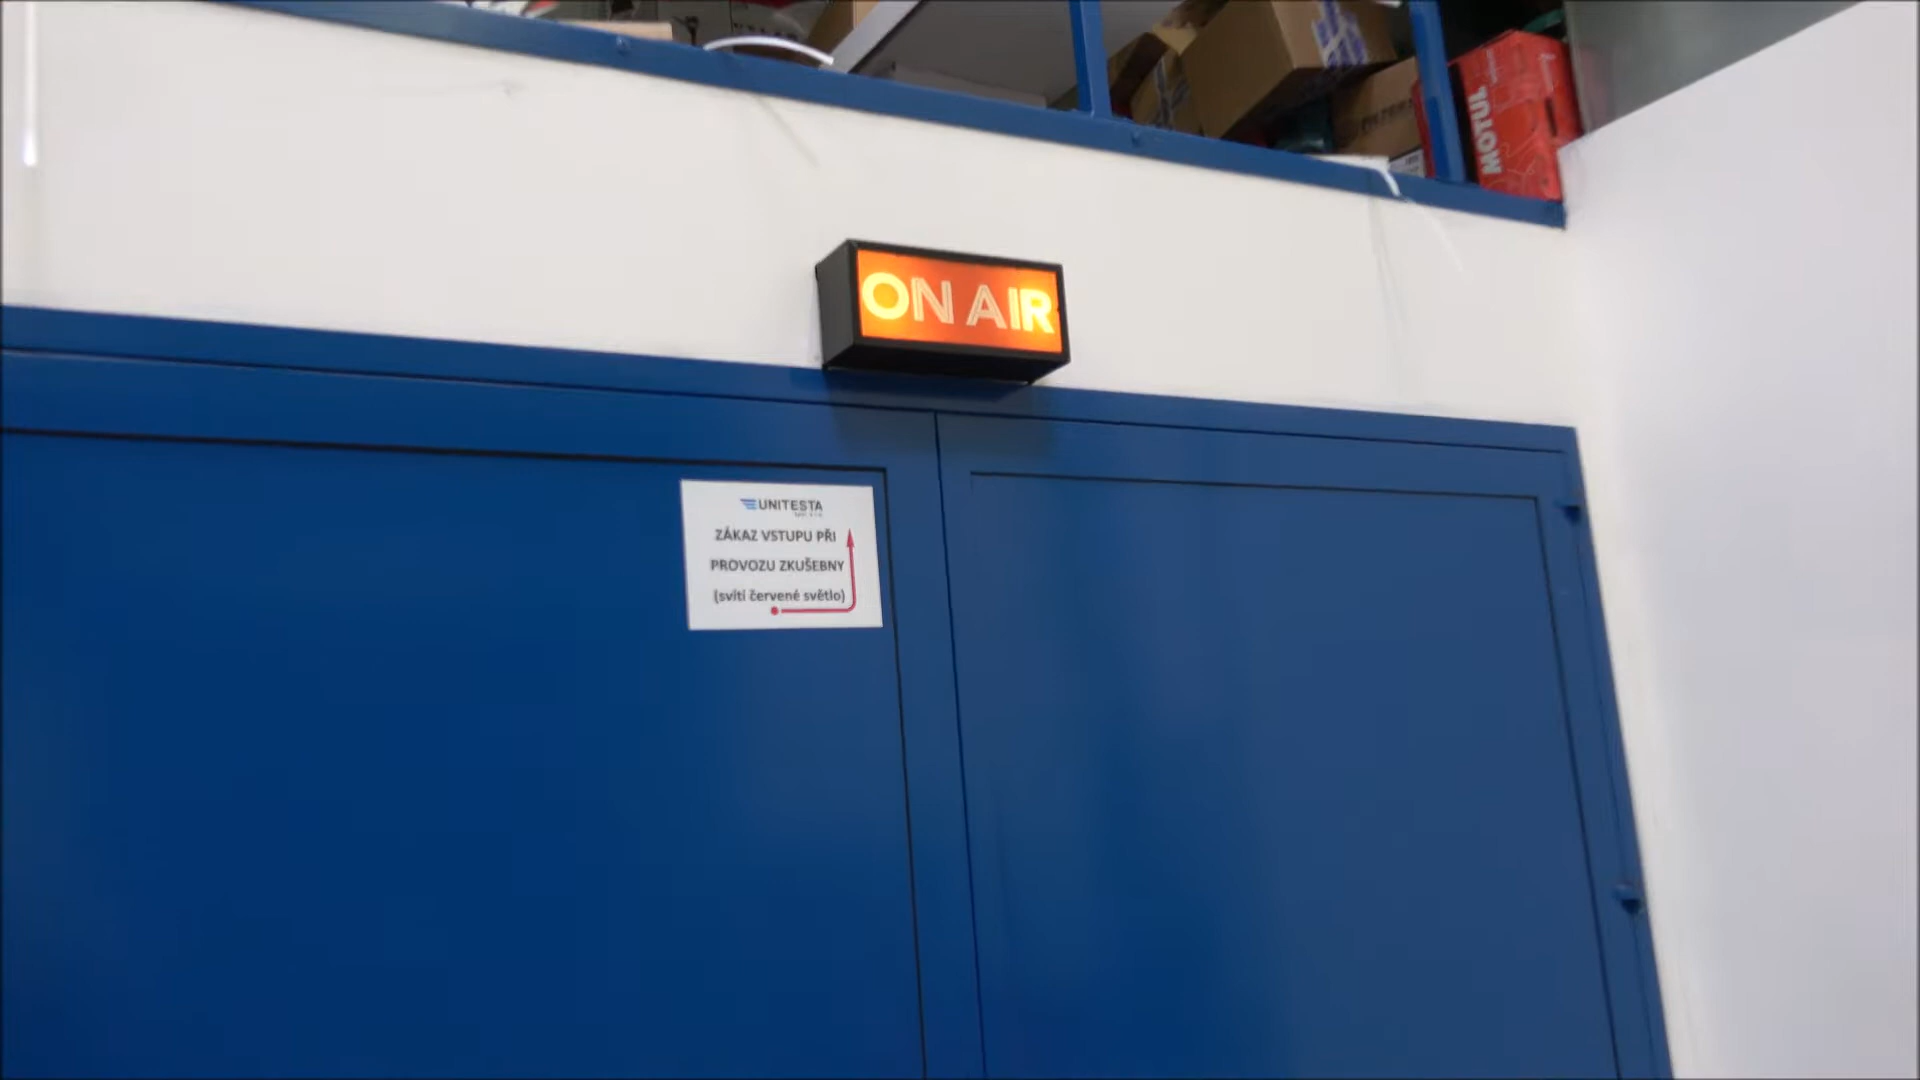 MOTUL
ON AIR
UNITESTA
ZÁKAZ VSTUPU PŘI
PROVOZU ZKUŠEBNY
(svítí červené světlo)